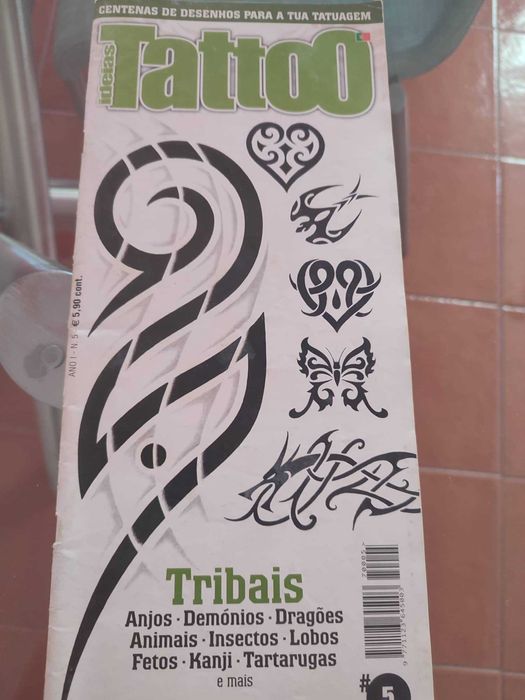 CENTENAS DE DESENHOS PARA A TUA TATUAGEM
ideias
Tattoo
ANO I - N. 5 - € 5,90 cont.
Tribais
Anjos · Demónios · Dragões
Animais · Insectos · Lobos
Fetos · Kanji · Tartarugas
e mais
20005
#5